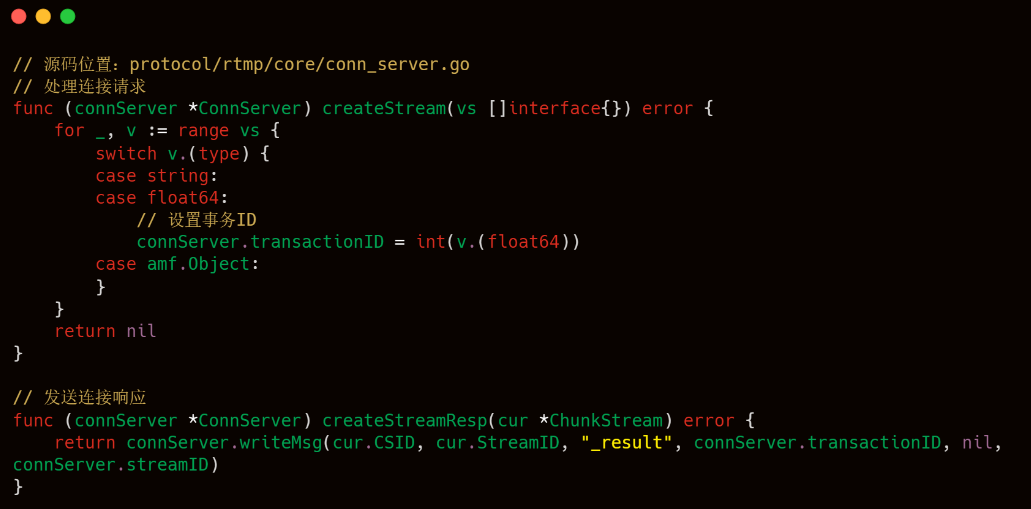 // 源码位置：protocol/rtmp/core/conn_server.go
// 处理连接请求
func (connServer *ConnServer) createStream(vs []interface{}) error {
    for _, v := range vs {
        switch v.(type) {
        case string:
        case float64:
            // 设置事务ID
            connServer.transactionID = int(v.(float64))
        case amf.Object:
        }
    }
    return nil
}

// 发送连接响应
func (connServer *ConnServer) createStreamResp(cur *ChunkStream) error {
    return connServer.writeMsg(cur.CSID, cur.StreamID, "_result", connServer.transactionID, nil,
connServer.streamID)
}